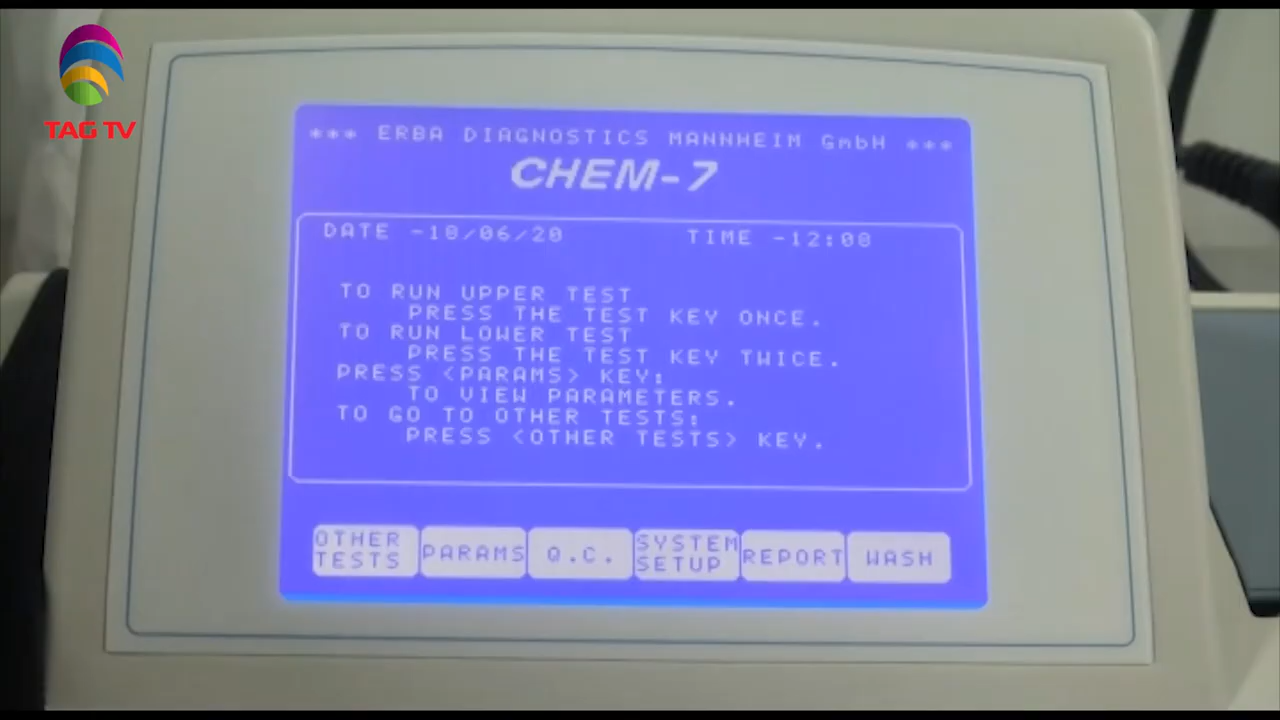 TAG TV
*** ERBA DIAGNOSTICS MANNHEIM GmbH ***
CHEM-7
DATE -18/06/20 TIME -12:08
TO RUN UPPER TEST
PRESS THE TEST KEY ONCE.
TO RUN LOWER TEST
PRESS THE TEST KEY TWICE.
PRESS <PARAMS> KEY:
TO VIEW PARAMETERS.
TO GO TO OTHER TESTS:
PRESS <OTHER TESTS> KEY.
OTHER TESTS PARAMS Q.C. SYSTEM SETUP REPORT WASH